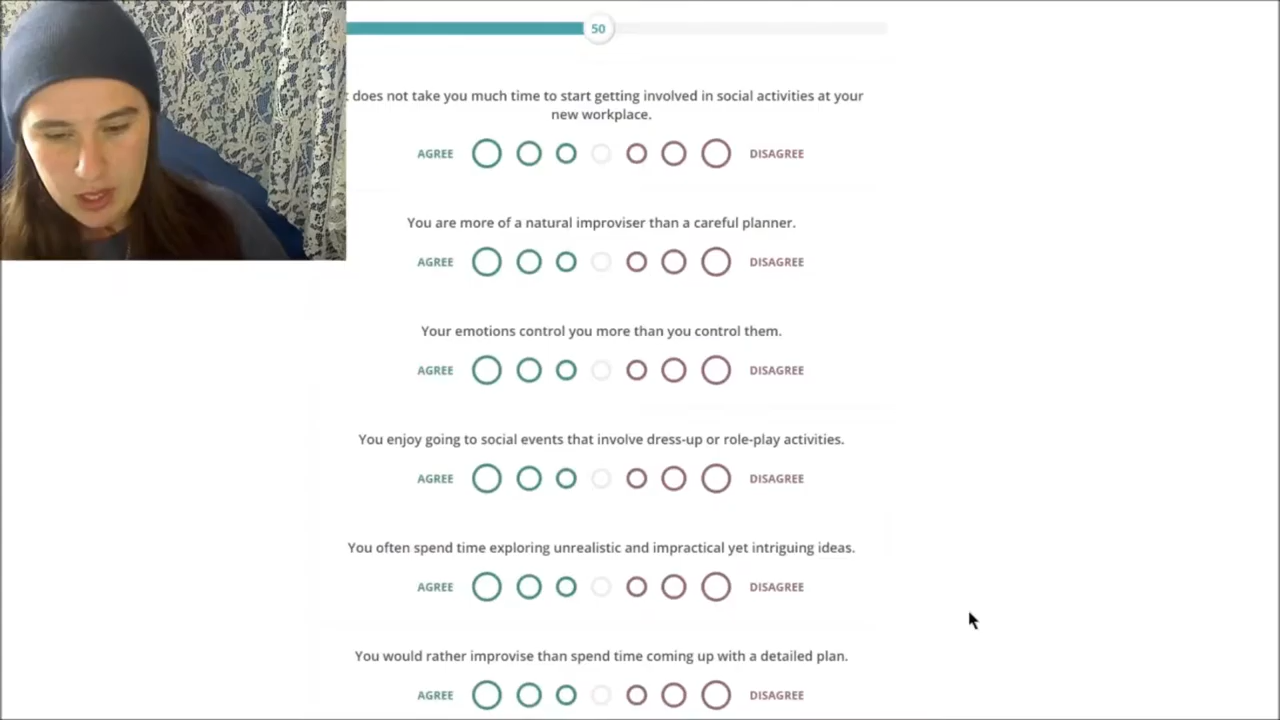 50
does not take you much time to start getting involved in social activities at your
new workplace.
AGREE DISAGREE
You are more of a natural improviser than a careful planner.
AGREE DISAGREE
Your emotions control you more than you control them.
AGREE DISAGREE
You enjoy going to social events that involve dress-up or role-play activities.
AGREE DISAGREE
You often spend time exploring unrealistic and impractical yet intriguing ideas.
AGREE DISAGREE
You would rather improvise than spend time coming up with a detailed plan.
AGREE DISAGREE